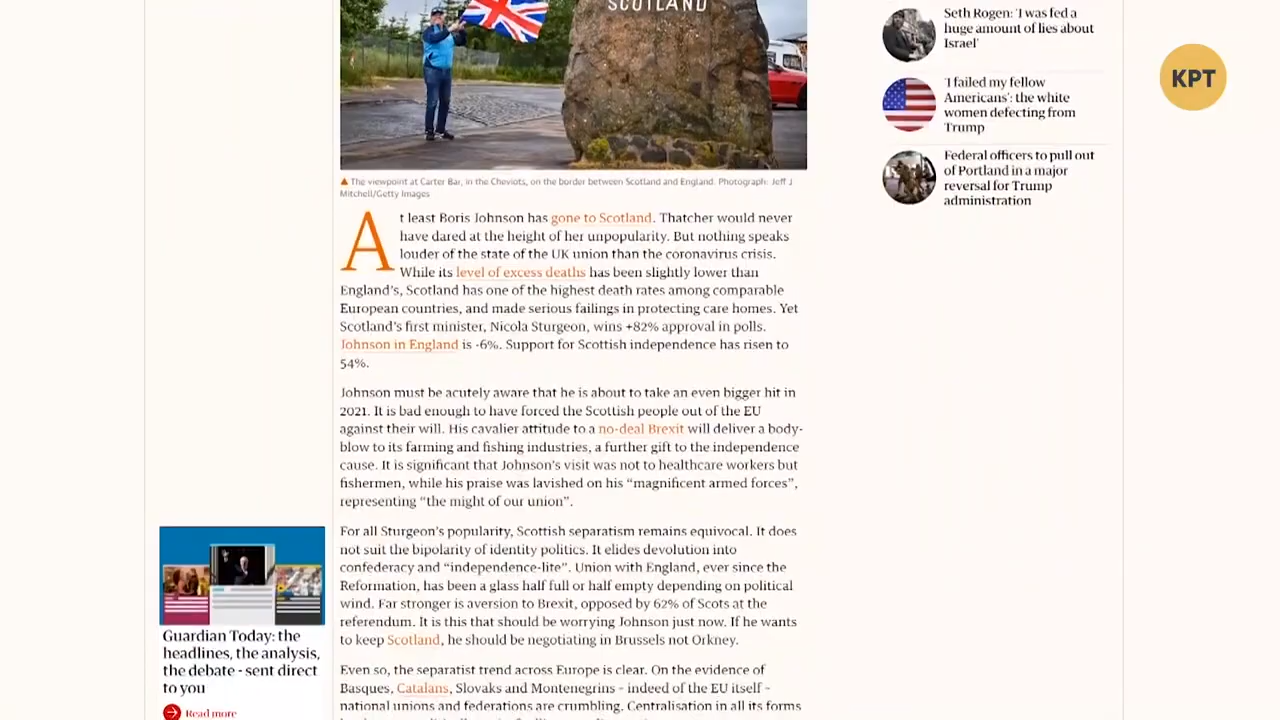 SCOTLAND
Seth Rogen: 'I was fed a
huge amount of lies about
Israel'
KPT
'I failed my fellow
Americans': the white
women defecting from
Trump
Federal officers to pull out
of Portland in a major
reversal for Trump
administration
The viewpoint at Carter Bar, in the Cheviots, on the border between Scotland and England. Photograph: Jeff J
Mitchell/Getty Images
At least Boris Johnson has gone to Scotland. Thatcher would never
have dared at the height of her unpopularity. But nothing speaks
louder of the state of the UK union than the coronavirus crisis.
While its level of excess deaths has been slightly lower than
England's, Scotland has one of the highest death rates among comparable
European countries, and made serious failings in protecting care homes. Yet
Scotland's first minister, Nicola Sturgeon, wins +82% approval in polls.
Johnson in England is -6%. Support for Scottish independence has risen to
54%.
Johnson must be acutely aware that he is about to take an even bigger hit in
2021. It is bad enough to have forced the Scottish people out of the EU
against their will. His cavalier attitude to a no-deal Brexit will deliver a body-
blow to its farming and fishing industries, a further gift to the independence
cause. It is significant that Johnson's visit was not to healthcare workers but
fishermen, while his praise was lavished on his "magnificent armed forces",
representing "the might of our union".
For all Sturgeon's popularity, Scottish separatism remains equivocal. It does
not suit the bipolarity of identity politics. It elides devolution into
confederacy and "independence-lite". Union with England, ever since the
Reformation, has been a glass half full or half empty depending on political
wind. Far stronger is aversion to Brexit, opposed by 62% of Scots at the
referendum. It is this that should be worrying Johnson just now. If he wants
to keep Scotland, he should be negotiating in Brussels not Orkney.
Even so, the separatist trend across Europe is clear. On the evidence of
Basques, Catalans, Slovaks and Montenegrins – indeed of the EU itself –
national unions and federations are crumbling. Centralisation in all its forms
Guardian Today: the
headlines, the analysis,
the debate - sent direct
to you
Read more